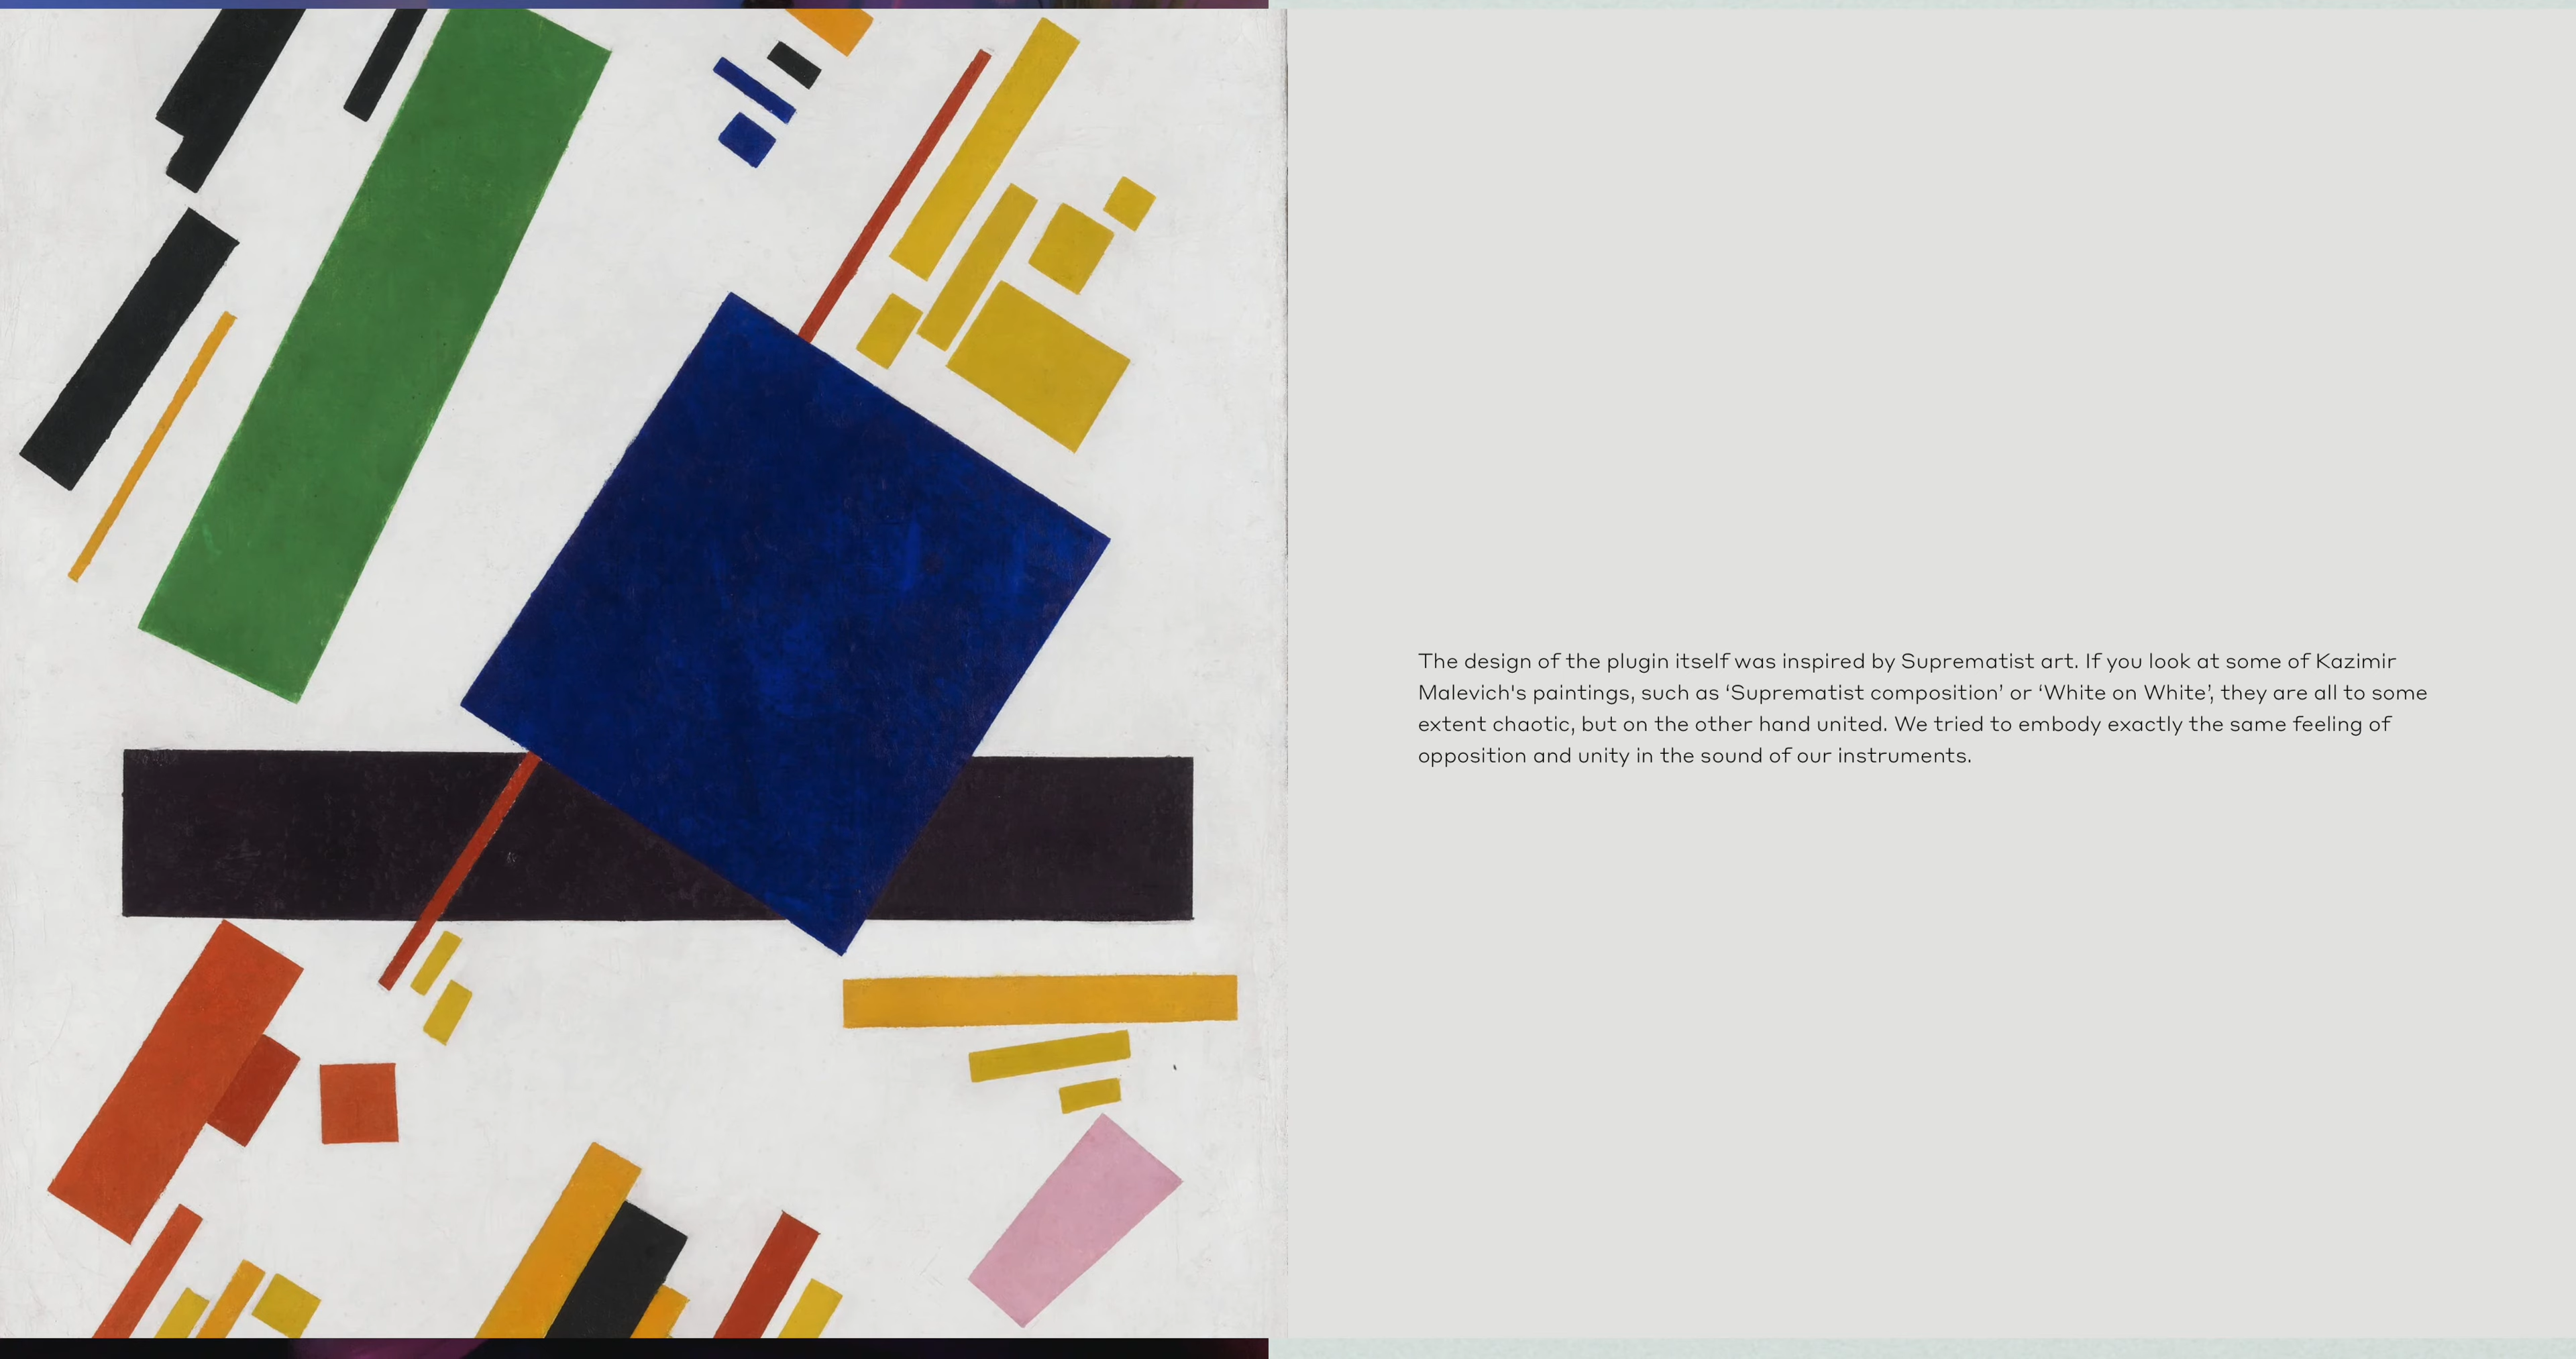 The design of the plugin itself was inspired by Suprematist art. If you look at some of Kazimir
Malevich's paintings, such as ‘Suprematist composition’ or ‘White on White’, they are all to some
extent chaotic, but on the other hand united. We tried to embody exactly the same feeling of
opposition and unity in the sound of our instruments.